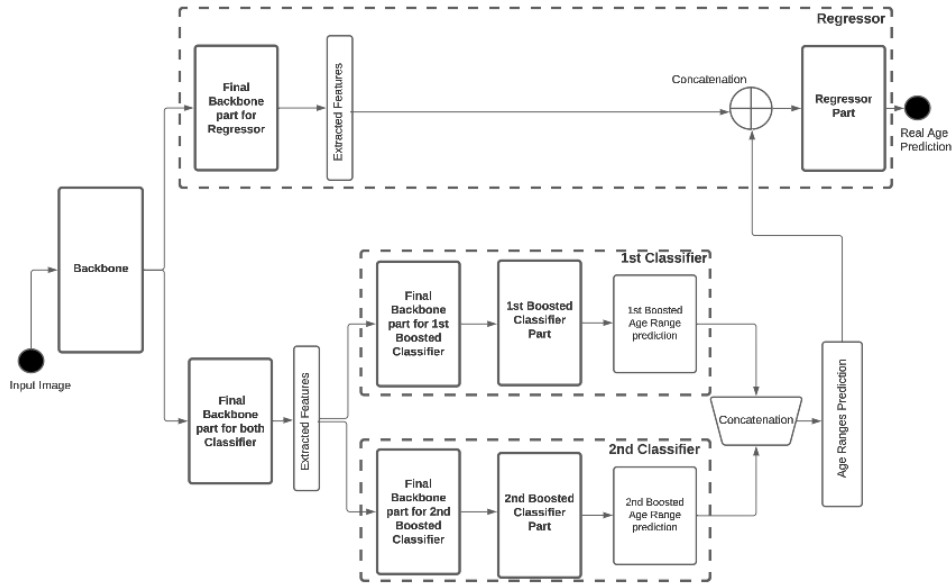 Regressor
Final
Backbone
part for
Regressor
Extracted Features
Concatenation
Regressor
Part
Real Age
Prediction
Backbone
Input Image
Final
Backbone
part for both
Classifier
Extracted Features
1st Classifier
Final
Backbone
part for 1st
Boosted
Classifier
1st Boosted
Classifier
Part
1st Boosted
Age Range
prediction
Concatenation
Age Ranges Prediction
2nd Classifier
Final
Backbone
part for 2nd
Boosted
Classifier
2nd Boosted
Classifier
Part
2nd Boosted
Age Range
prediction